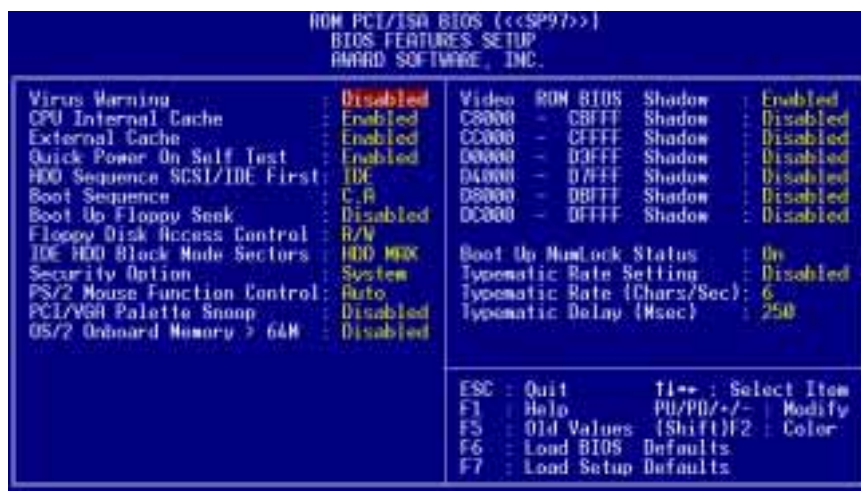 ROM PCI/ISA BIOS (<<SP97>>)
BIOS FEATURES SETUP
AWARD SOFTWARE, INC.
Virus Warning : Disabled
CPU Internal Cache : Enabled
External Cache : Enabled
Quick Power On Self Test : Enabled
HDD Sequence SCSI/IDE First: IDE
Boot Sequence : C,A
Boot Up Floppy Seek : Disabled
Floppy Disk Access Control : R/W
IDE HDD Block Mode Sectors : HDD MAX
Security Option : System
PS/2 Mouse Function Control: Auto
PCI/VGA Palette Snoop : Disabled
OS/2 Onboard Memory > 64M : Disabled
Video ROM BIOS Shadow : Enabled
C8000 - CBFFF Shadow : Disabled
CC000 - CFFFF Shadow : Disabled
D0000 - D3FFF Shadow : Disabled
D4000 - D7FFF Shadow : Disabled
D8000 - DBFFF Shadow : Disabled
DC000 - DFFFF Shadow : Disabled
Boot Up NumLock Status : On
Typematic Rate Setting : Disabled
Typematic Rate (Chars/Sec): 6
Typematic Delay (Msec) : 250
ESC : Quit ↑↓→← : Select Item
F1 : Help PU/PD/+/- : Modify
F5 : Old Values (Shift)F2 : Color
F6 : Load BIOS Defaults
F7 : Load Setup Defaults